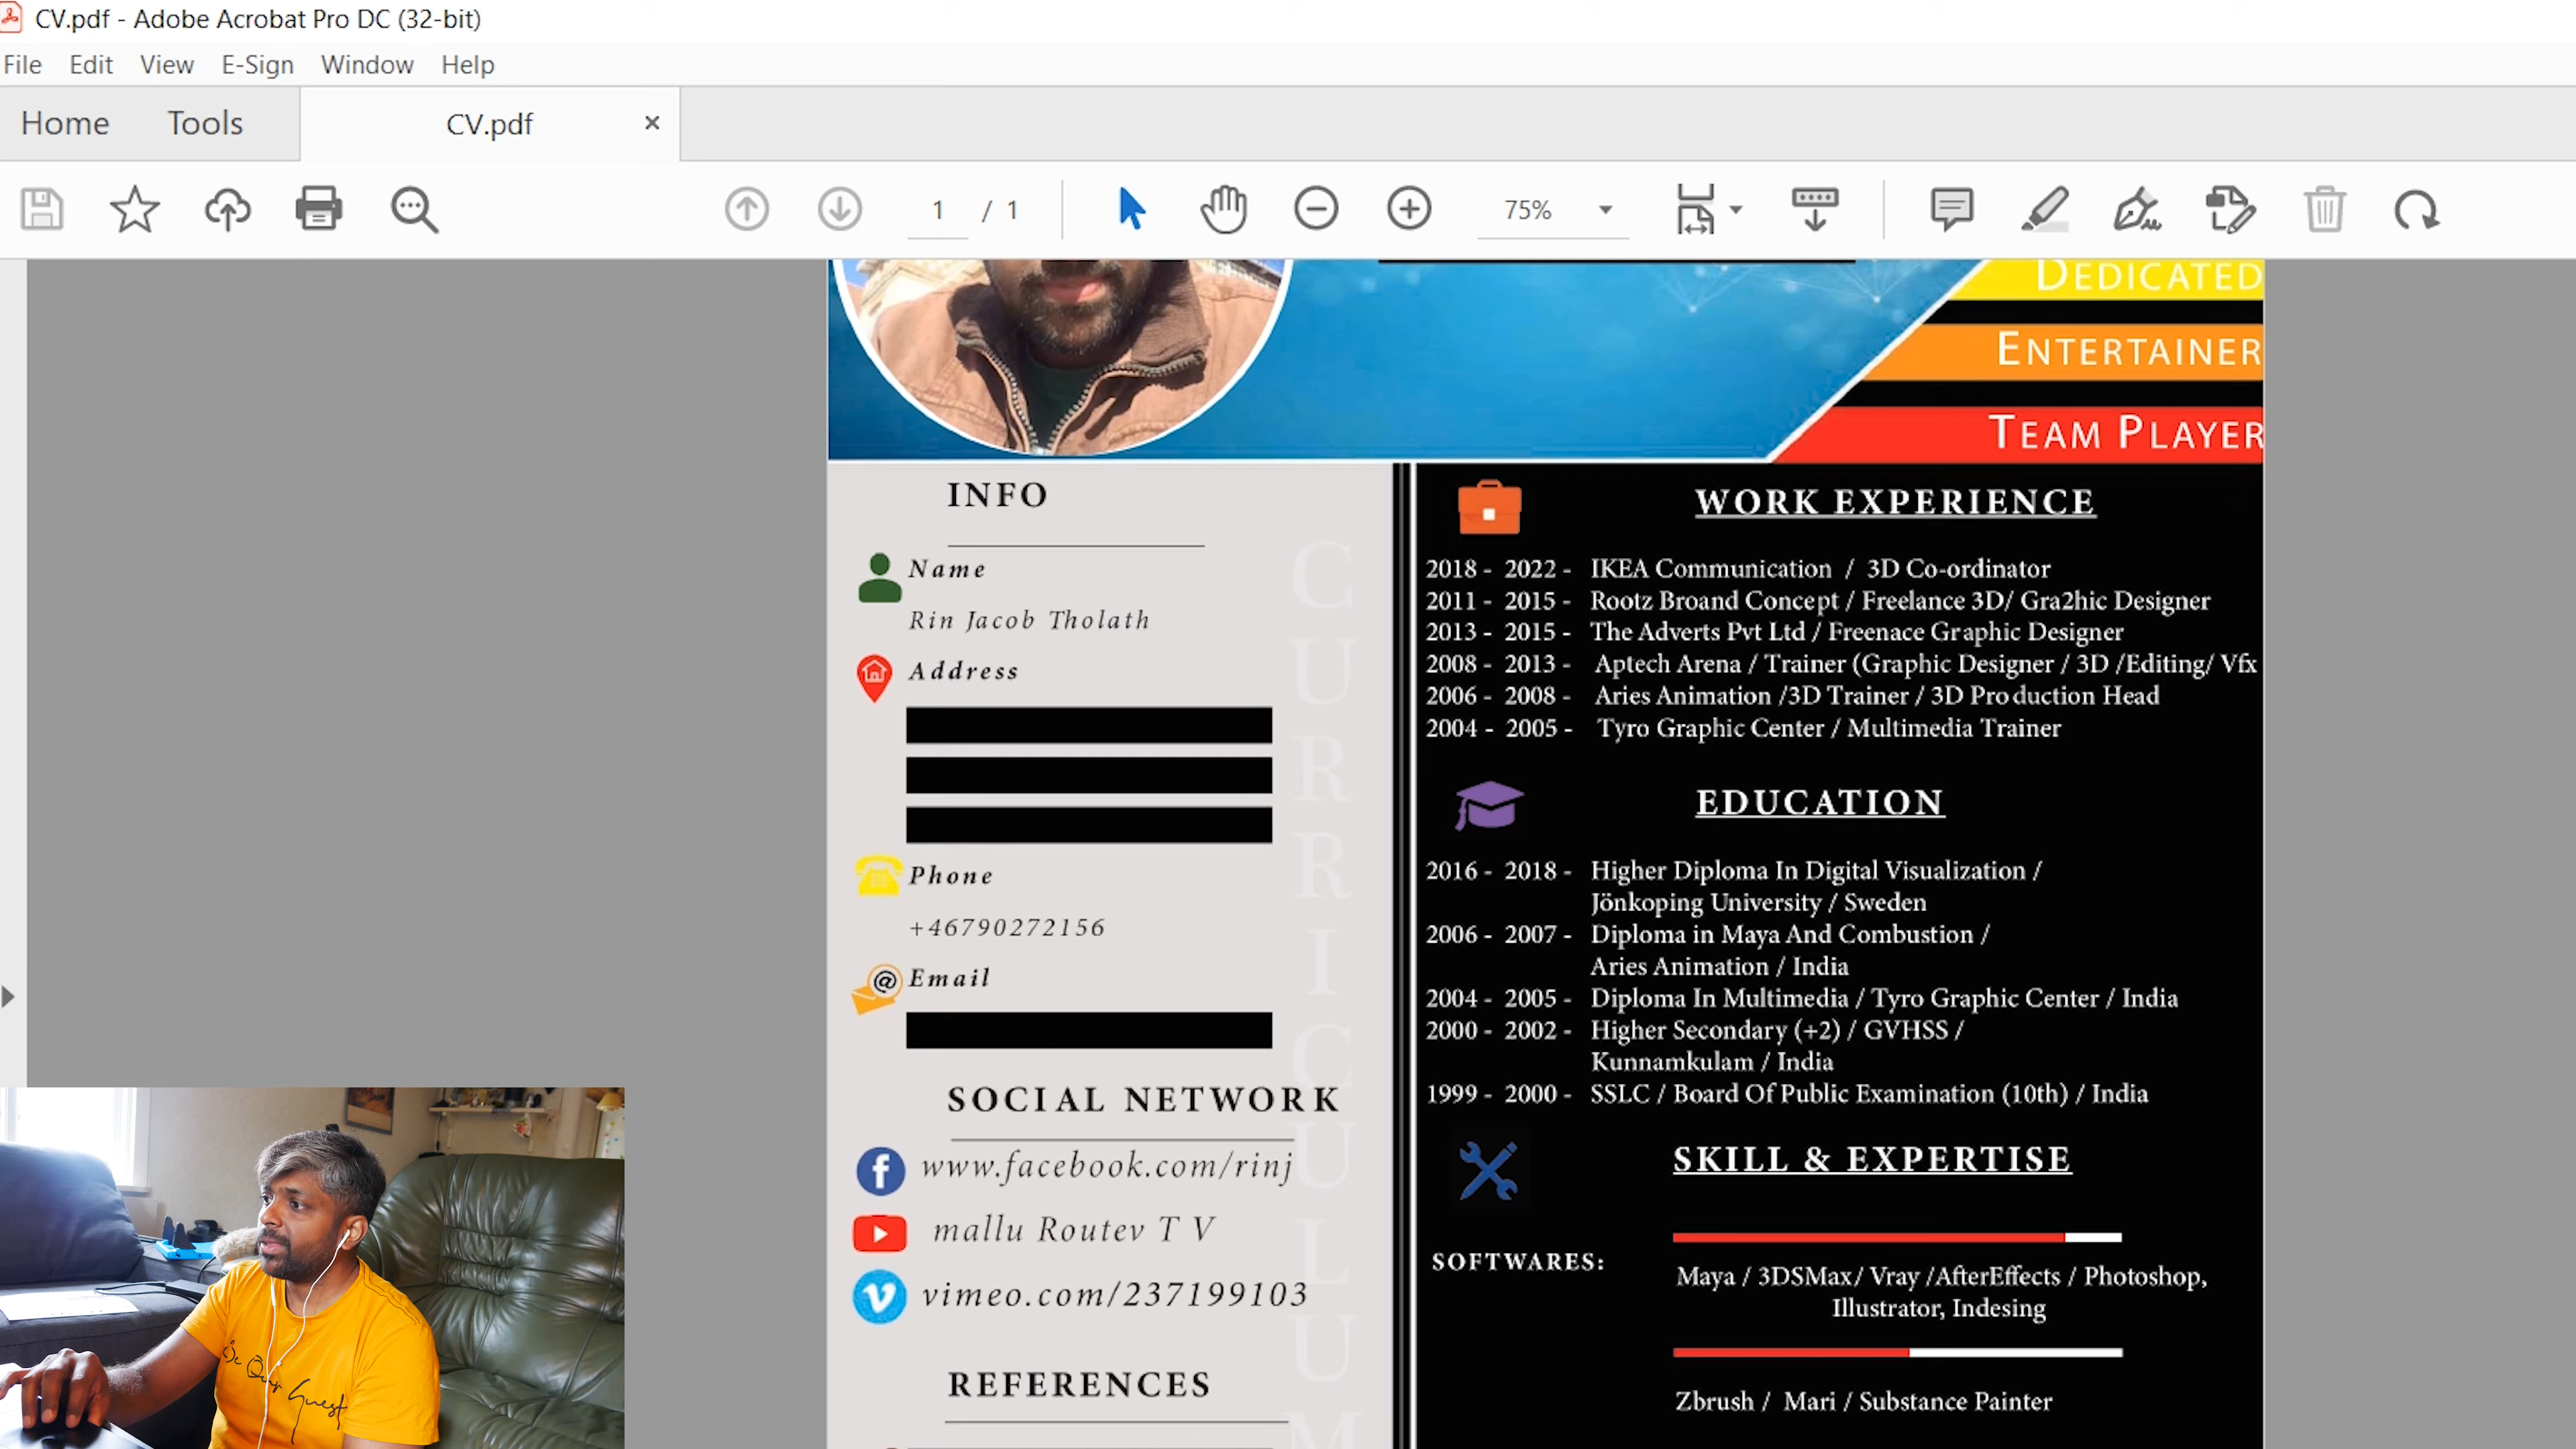 CV.pdf - Adobe Acrobat Pro DC (32-bit)
File Edit View E-Sign Window Help
Home Tools CV.pdf ×
1 / 1 75%
DEDICATED
ENTERTAINER
TEAM PLAYER
INFO
Name
Rin Jacob Tholath
Address
Phone
+46790272156
Email
@
SOCIAL NETWORK
f www.facebook.com/rinj
mallu Routev T V
v vimeo.com/237199103
REFERENCES
C
U
R
R
I
C
U
L
U
M
WORK EXPERIENCE
2018 - 2022 - IKEA Communication / 3D Co-ordinator
2011 - 2015 - Rootz Broand Concept / Freelance 3D/ Gra2hic Designer
2013 - 2015 - The Adverts Pvt Ltd / Freenace Graphic Designer
2008 - 2013 - Aptech Arena / Trainer (Graphic Designer / 3D /Editing/ Vfx
2006 - 2008 - Aries Animation /3D Trainer / 3D Production Head
2004 - 2005 - Tyro Graphic Center / Multimedia Trainer
EDUCATION
2016 - 2018 - Higher Diploma In Digital Visualization /
Jönkoping University / Sweden
2006 - 2007 - Diploma in Maya And Combustion /
Aries Animation / India
2004 - 2005 - Diploma In Multimedia / Tyro Graphic Center / India
2000 - 2002 - Higher Secondary (+2) / GVHSS /
Kunnamkulam / India
1999 - 2000 - SSLC / Board Of Public Examination (10th) / India
SKILL & EXPERTISE
SOFTWARES:
Maya / 3DSMax/ Vray /AfterEffects / Photoshop,
Illustrator, Indesing
Zbrush / Mari / Substance Painter
Guest